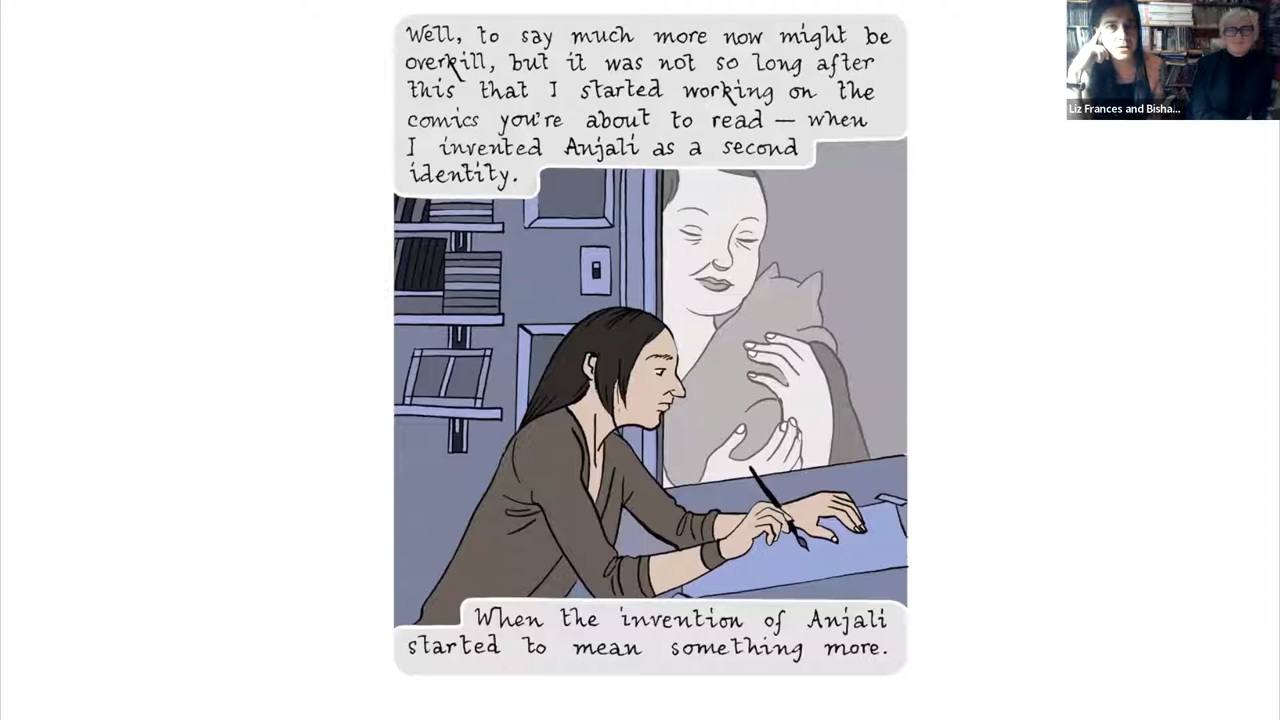 Well, to say much more now might be
overkill, but it was not so long after
this that I started working on the
comics you're about to read — when
I invented Anjali as a second
identity.
When the invention of Anjali
started to mean something more.
Liz Frances and Bisha...